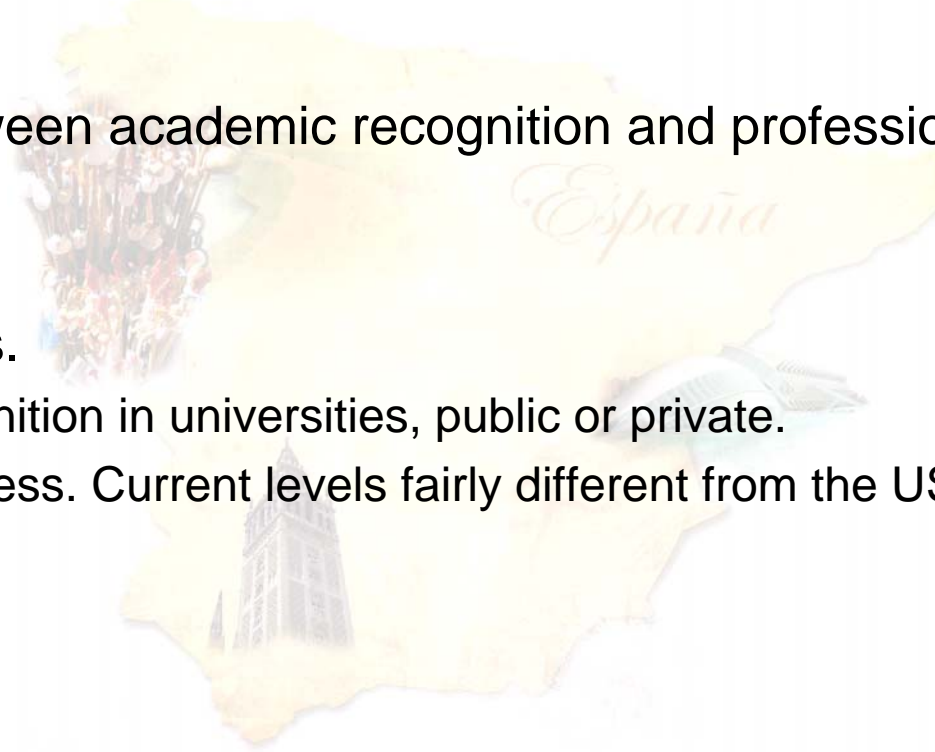 ween academic recognition and professio
España
s.
nition in universities, public or private.
ess. Current levels fairly different from the US